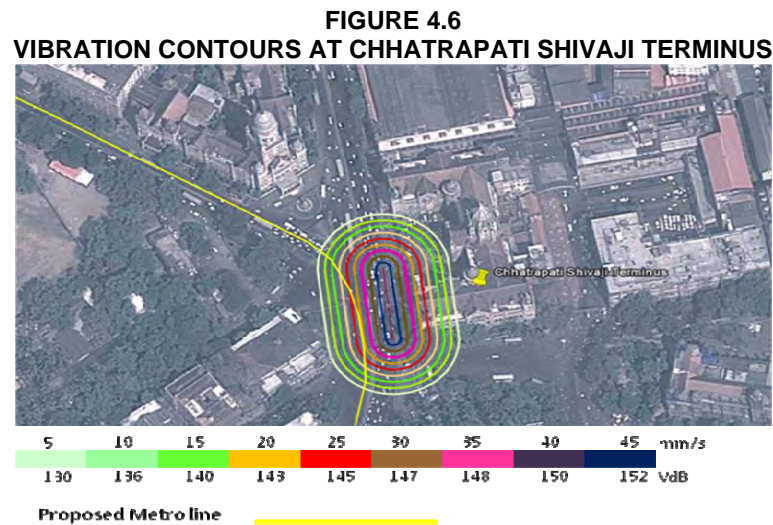 FIGURE 4.6
VIBRATION CONTOURS AT CHHATRAPATI SHIVAJI TERMINUS
Chhatrapati Shivaji Terminus
5 10 15 20 25 30 35 40 45 mm/s
130 136 140 143 145 147 148 150 152 VdB
Proposed Metro line